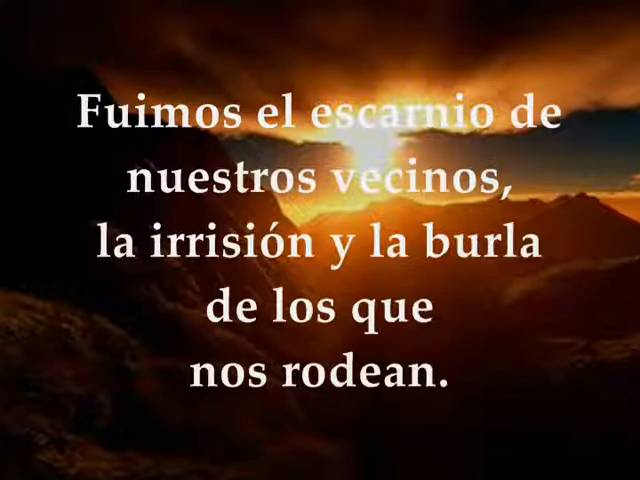 Fuimos el escarnio de
nuestros vecinos,
la irrisión y la burla
de los que
nos rodean.